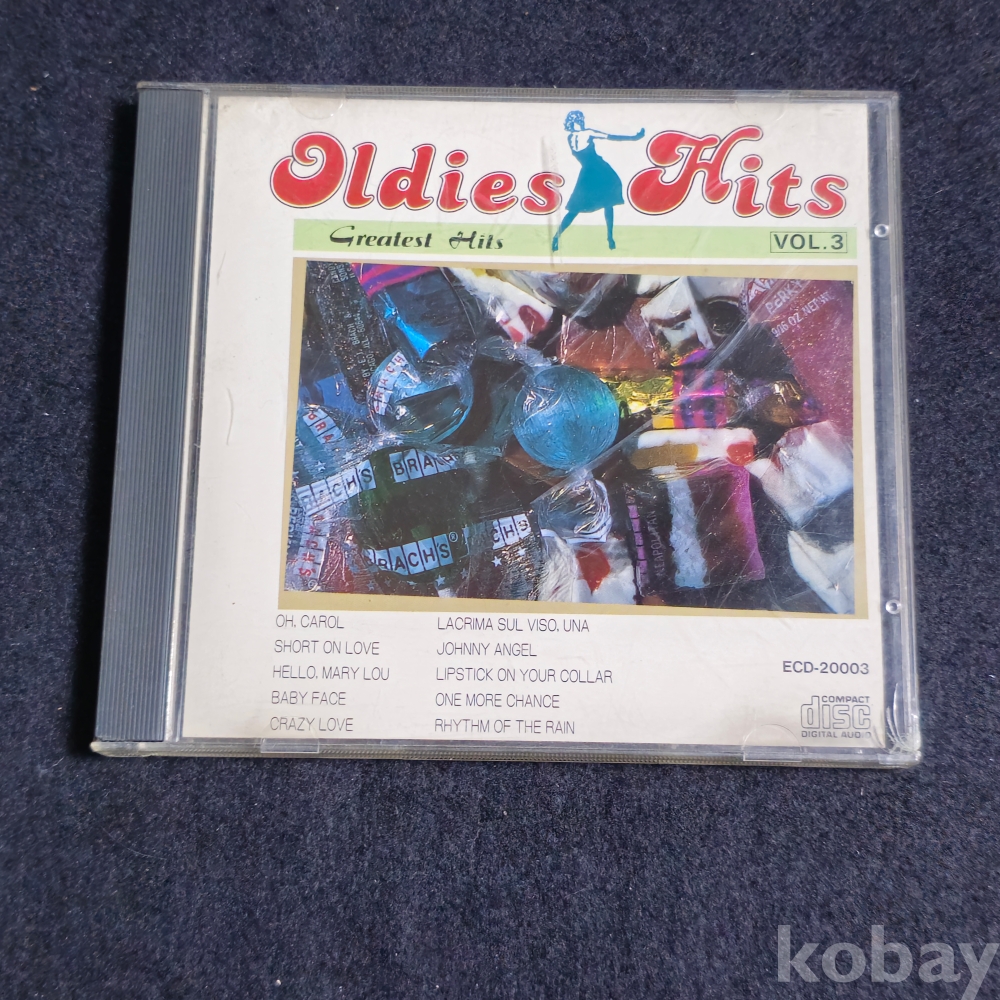 Oldies Hits
Greatest Hits
VOL.3
BRACHS
BRACHS®
OH, CAROL
SHORT ON LOVE
HELLO, MARY LOU
BABY FACE
CRAZY LOVE
LACRIMA SUL VISO, UNA
JOHNNY ANGEL
LIPSTICK ON YOUR COLLAR
ONE MORE CHANCE
RHYTHM OF THE RAIN
ECD-20003
COMPACT
disc
DIGITAL AUDIO
kobay